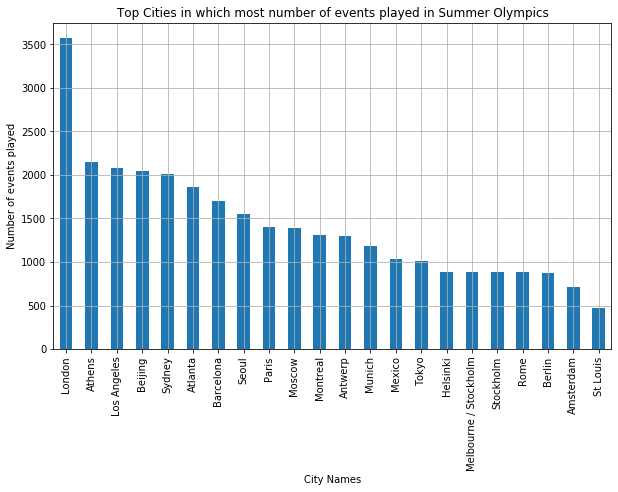 Top Cities in which most number of events played in Summer Olympics
Number of events played
3500
3000
2500
2000
1500
1000
500
0
London
Athens
Los Angeles
Beijing
Sydney
Atlanta
Barcelona
Seoul
Paris
Moscow
Montreal
Antwerp
Munich
Mexico
Tokyo
Helsinki
Melbourne / Stockholm
Stockholm
Rome
Berlin
Amsterdam
St Louis
City Names